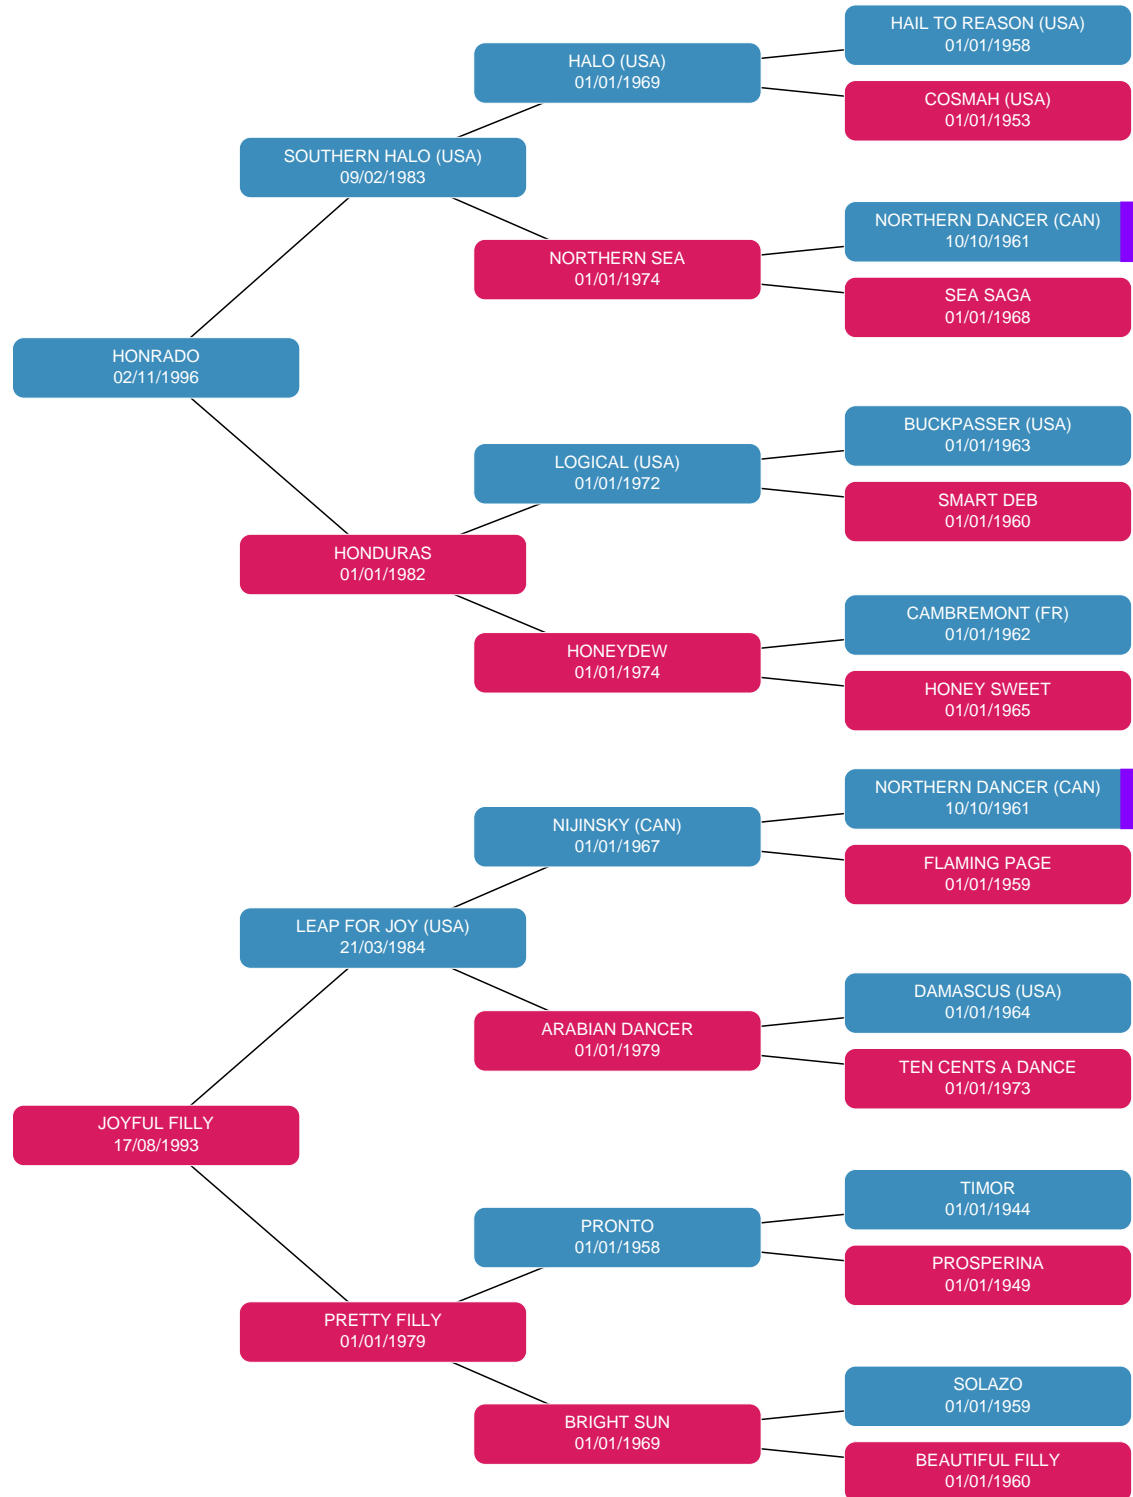 HAIL TO REASON (USA)
01/01/1958
HALO (USA)
01/01/1969
COSMAH (USA)
01/01/1953
SOUTHERN HALO (USA)
09/02/1983
NORTHERN DANCER (CAN)
10/10/1961
NORTHERN SEA
01/01/1974
SEA SAGA
01/01/1968
HONRADO
02/11/1996
BUCKPASSER (USA)
01/01/1963
LOGICAL (USA)
01/01/1972
SMART DEB
01/01/1960
HONDURAS
01/01/1982
CAMBREMONT (FR)
01/01/1962
HONEYDEW
01/01/1974
HONEY SWEET
01/01/1965
NORTHERN DANCER (CAN)
10/10/1961
NIJINSKY (CAN)
01/01/1967
FLAMING PAGE
01/01/1959
LEAP FOR JOY (USA)
21/03/1984
DAMASCUS (USA)
01/01/1964
ARABIAN DANCER
01/01/1979
TEN CENTS A DANCE
01/01/1973
JOYFUL FILLY
17/08/1993
TIMOR
01/01/1944
PRONTO
01/01/1958
PROSPERINA
01/01/1949
PRETTY FILLY
01/01/1979
SOLAZO
01/01/1959
BRIGHT SUN
01/01/1969
BEAUTIFUL FILLY
01/01/1960